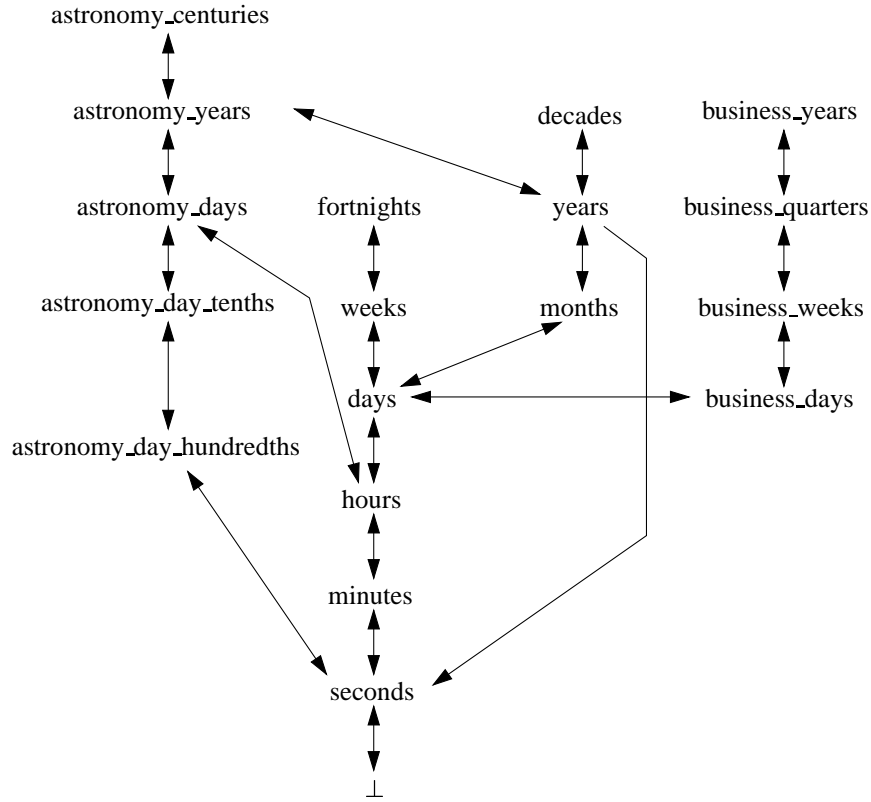 astronomy_centuries
astronomy_years
decades
business_years
astronomy_days
fortnights
years
business_quarters
astronomy_day_tenths
weeks
months
business_weeks
days
business_days
astronomy_day_hundredths
hours
minutes
seconds
⊥